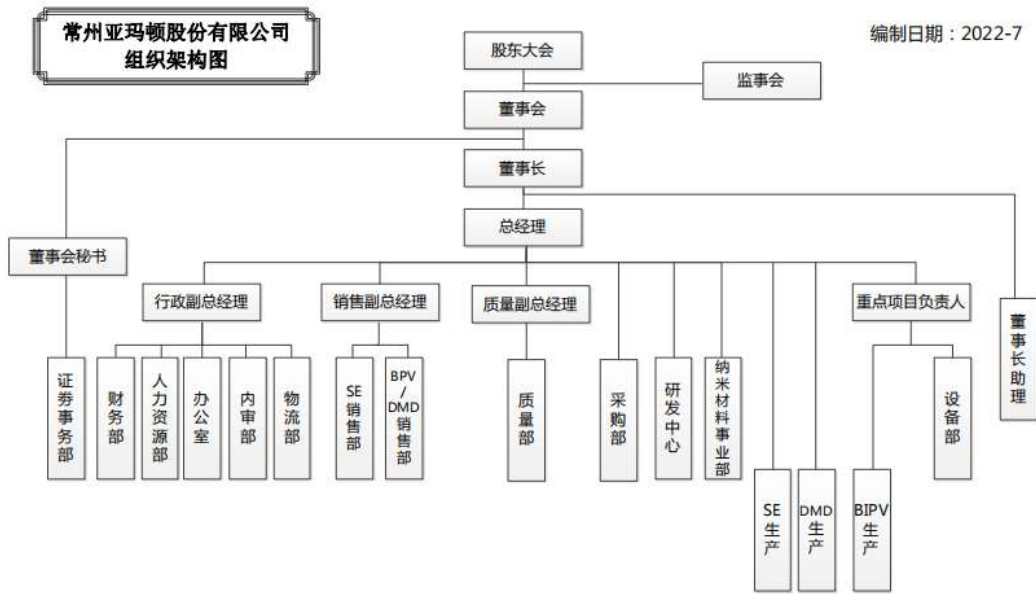 常州亚玛顿股份有限公司
组织架构图
编制日期：2022-7
股东大会
监事会
董事会
董事长
总经理
董事会秘书
行政副总经理
销售副总经理
质量副总经理
重点项目负责人
董事长助理
证券事务部
财务部
人力资源部
办公室
内审部
物流部
SE销售部
BPV/DMD销售部
质量部
采购部
研发中心
纳米材料事业部
设备部
SE生产
DMD生产
BIPV生产